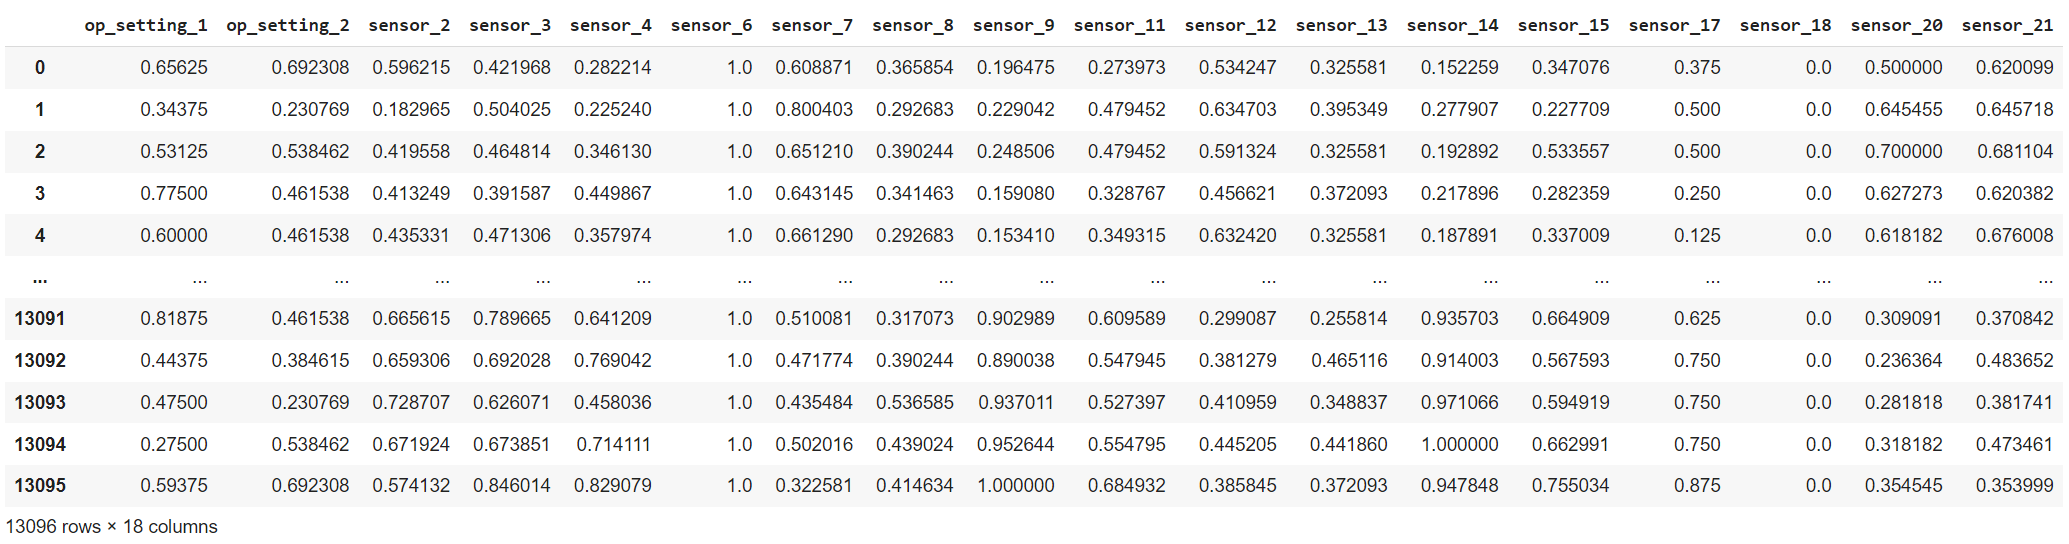 op_setting_1 op_setting_2 sensor_2 sensor_3 sensor_4 sensor_6 sensor_7 sensor_8 sensor_9 sensor_11 sensor_12 sensor_13 sensor_14 sensor_15 sensor_17 sensor_18 sensor_20 sensor_21
0 0.65625 0.692308 0.596215 0.421968 0.282214 1.0 0.608871 0.365854 0.196475 0.273973 0.534247 0.325581 0.152259 0.347076 0.375 0.0 0.500000 0.620099
1 0.34375 0.230769 0.182965 0.504025 0.225240 1.0 0.800403 0.292683 0.229042 0.479452 0.634703 0.395349 0.277907 0.227709 0.500 0.0 0.645455 0.645718
2 0.53125 0.538462 0.419558 0.464814 0.346130 1.0 0.651210 0.390244 0.248506 0.479452 0.591324 0.325581 0.192892 0.533557 0.500 0.0 0.700000 0.681104
3 0.77500 0.461538 0.413249 0.391587 0.449867 1.0 0.643145 0.341463 0.159080 0.328767 0.456621 0.372093 0.217896 0.282359 0.250 0.0 0.627273 0.620382
4 0.60000 0.461538 0.435331 0.471306 0.357974 1.0 0.661290 0.292683 0.153410 0.349315 0.632420 0.325581 0.187891 0.337009 0.125 0.0 0.618182 0.676008
... ... ... ... ... ... ... ... ... ... ... ... ... ... ... ... ... ... ...
13091 0.81875 0.461538 0.665615 0.789665 0.641209 1.0 0.510081 0.317073 0.902989 0.609589 0.299087 0.255814 0.935703 0.664909 0.625 0.0 0.309091 0.370842
13092 0.44375 0.384615 0.659306 0.692028 0.769042 1.0 0.471774 0.390244 0.890038 0.547945 0.381279 0.465116 0.914003 0.567593 0.750 0.0 0.236364 0.483652
13093 0.47500 0.230769 0.728707 0.626071 0.458036 1.0 0.435484 0.536585 0.937011 0.527397 0.410959 0.348837 0.971066 0.594919 0.750 0.0 0.281818 0.381741
13094 0.27500 0.538462 0.671924 0.673851 0.714111 1.0 0.502016 0.439024 0.952644 0.554795 0.445205 0.441860 1.000000 0.662991 0.750 0.0 0.318182 0.473461
13095 0.59375 0.692308 0.574132 0.846014 0.829079 1.0 0.322581 0.414634 1.000000 0.684932 0.385845 0.372093 0.947848 0.755034 0.875 0.0 0.354545 0.353999
13096 rows × 18 columns